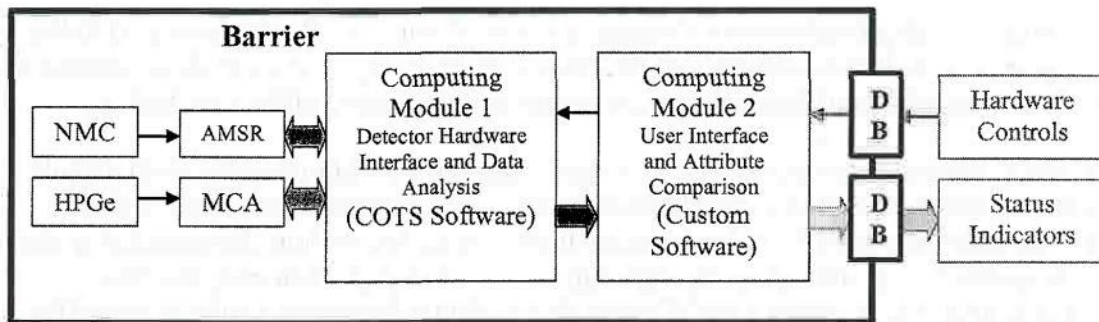 Barrier
NMC
AMSR
HPGe
MCA
Computing
Module 1
Detector Hardware
Interface and Data
Analysis
(COTS Software)
Computing
Module 2
User Interface
and Attribute
Comparison
(Custom
Software)
D
B
D
B
Hardware
Controls
Status
Indicators